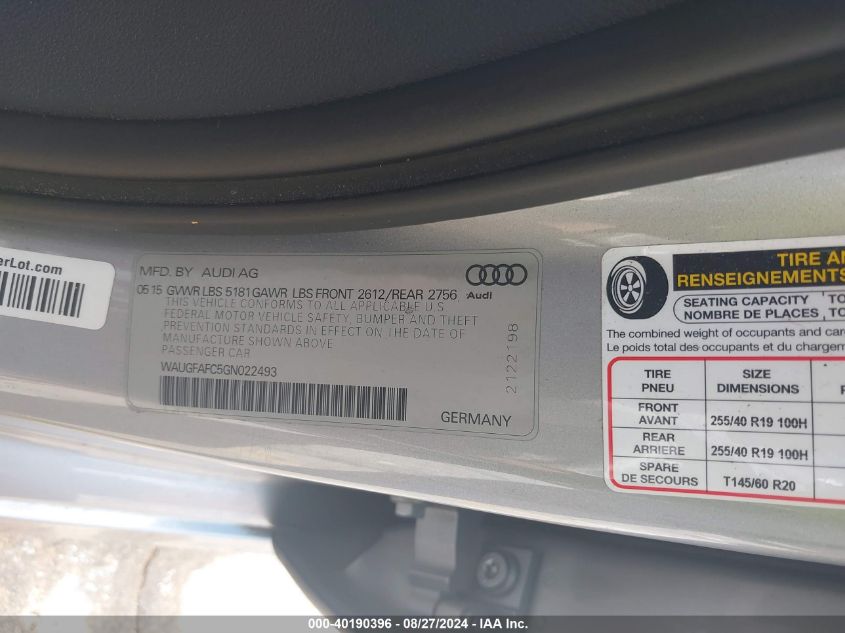 erLot.com
MFD. BY AUDI AG
05 15 GWWR LBS 5181 GAWR LBS FRONT 2612/REAR 2756
THIS VEHICLE CONFORMS TO ALL APPLICABLE U.S.
FEDERAL MOTOR VEHICLE SAFETY, BUMPER AND THEFT
PREVENTION STANDARDS IN EFFECT ON THE DATE OF
MANUFACTURE SHOWN ABOVE
PASSENGER CAR
WAUGFAFC5GN022493
GERMANY
Audi
2122198
TIRE AN
RENSEIGNEMENTS
SEATING CAPACITY TO
NOMBRE DE PLACES TO
The combined weight of occupants and car
Le poids total des occupants et du chargem
TIRE SIZE
PNEU DIMENSIONS
FRONT
AVANT 255/40 R19 100H
REAR
ARRIERE 255/40 R19 100H
SPARE
DE SECOURS T145/60 R20
000-40190396 - 08/27/2024 - IAA Inc.